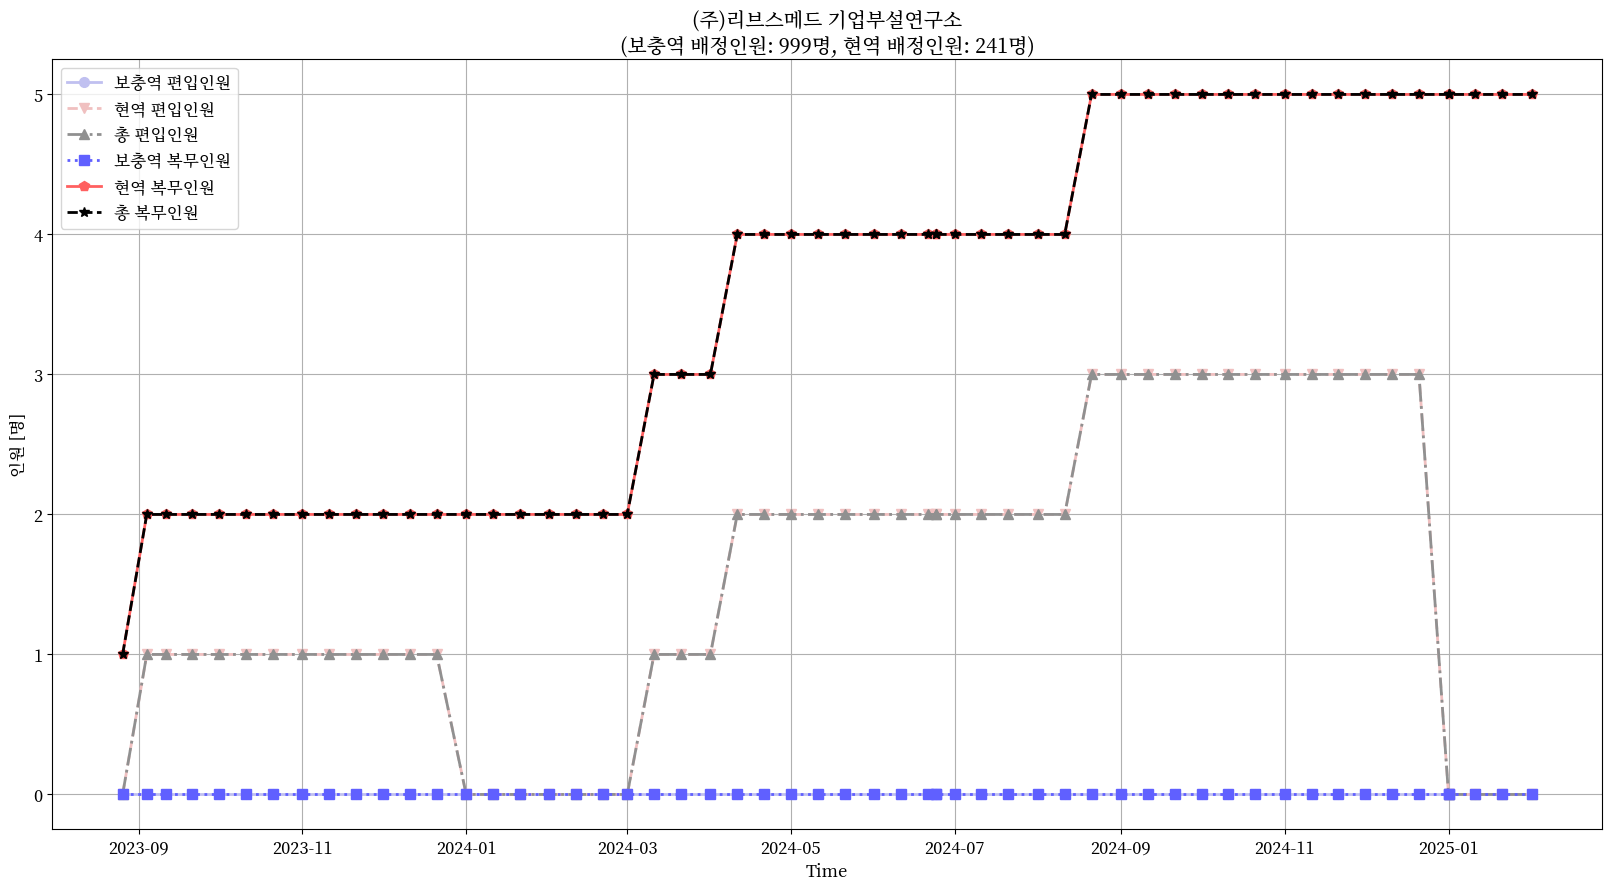 (주)리브스메드 기업부설연구소
(보충역 배정인원: 999명, 현역 배정인원: 241명)
보충역 편입인원
현역 편입인원
총 편입인원
보충역 복무인원
현역 복무인원
총 복무인원
5
4
3
2
1
0
인원 [명]
2023-09 2023-11 2024-01 2024-03 2024-05 2024-07 2024-09 2024-11 2025-01
Time